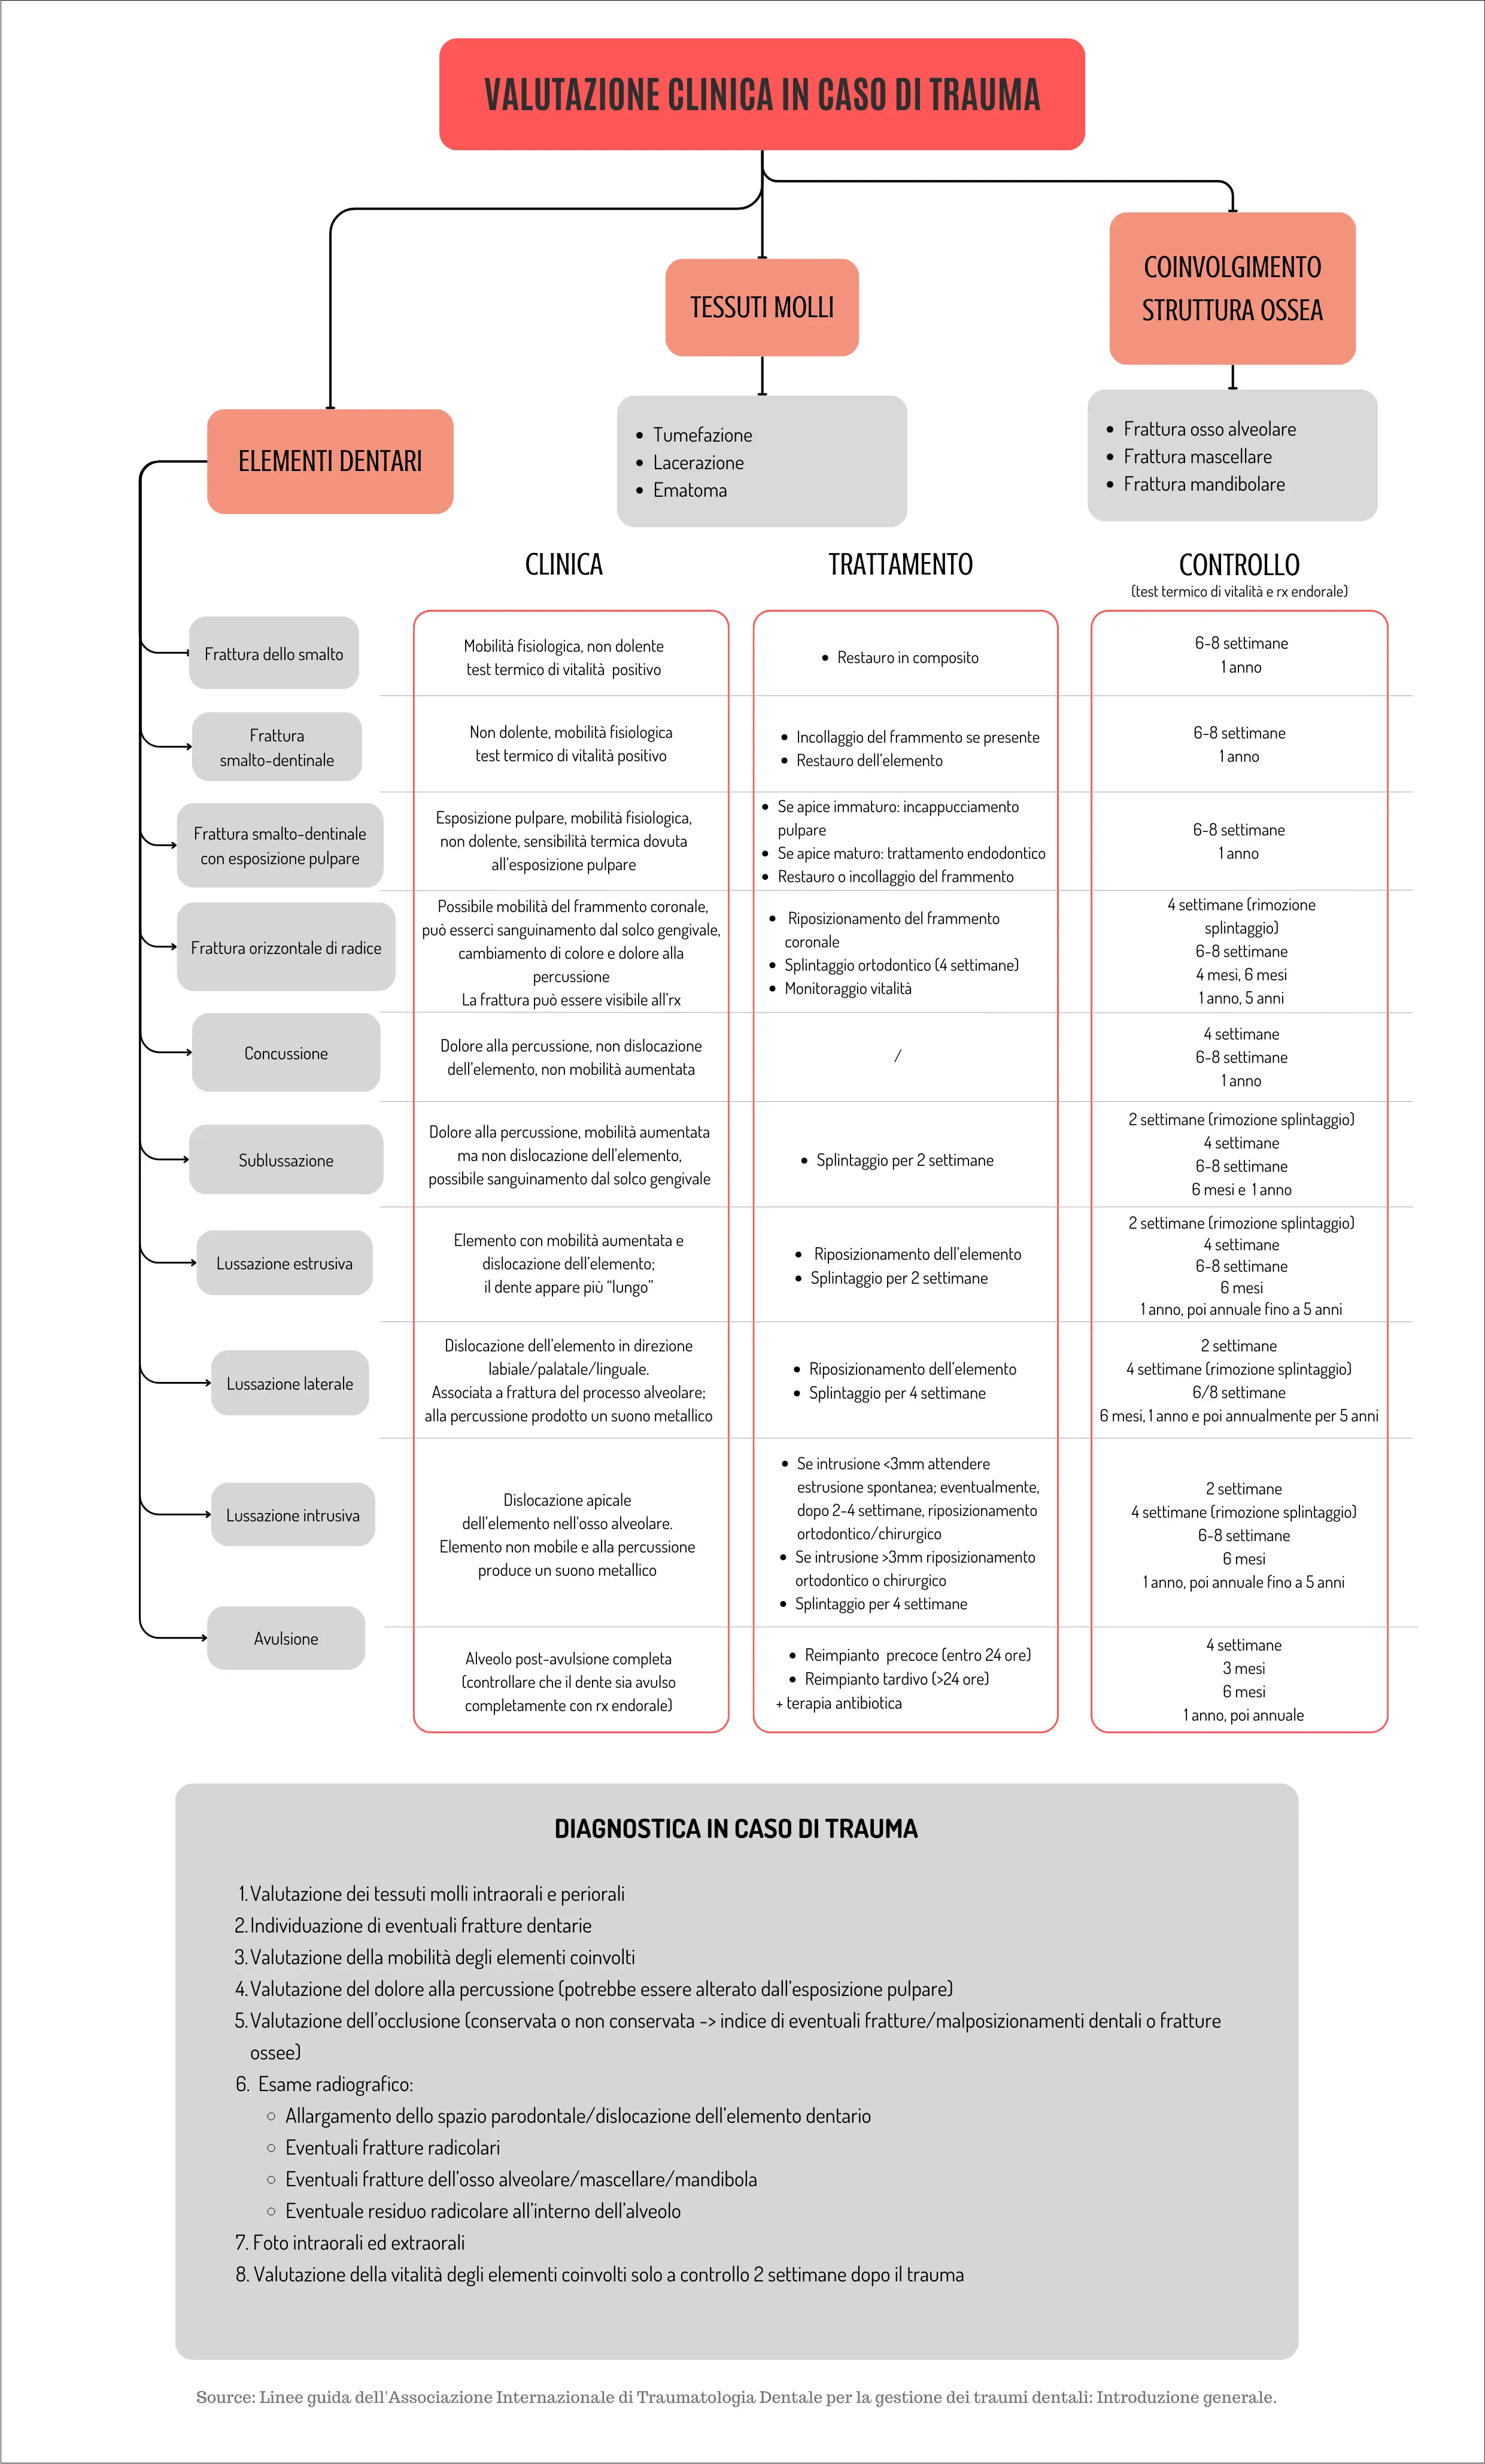 VALUTAZIONE CLINICA IN CASO DI TRAUMA
COINVOLGIMENTO
STRUTTURA OSSEA
TESSUTI MOLLI
ELEMENTI DENTARI
• Tumefazione
• Lacerazione
• Ematoma
• Frattura osso alveolare
• Frattura mascellare
• Frattura mandibolare
CLINICA
TRATTAMENTO
CONTROLLO
(test termico di vitalità e rx endorale)
Frattura dello smalto
Mobilità fisiologica, non dolente
test termico di vitalità positivo
• Restauro in composito
6-8 settimane
1 anno
Frattura
smalto-dentinale
Non dolente, mobilità fisiologica
test termico di vitalità positivo
• Incollaggio del frammento se presente
• Restauro dell'elemento
6-8 settimane
1 anno
Frattura smalto-dentinale
con esposizione pulpare
Esposizione pulpare, mobilità fisiologica,
non dolente, sensibilità termica dovuta
all'esposizione pulpare
• Se apice immaturo: incappucciamento
pulpare
• Se apice maturo: trattamento endodontico
• Restauro o incollaggio del frammento
6-8 settimane
1 anno
Frattura orizzontale di radice
Possibile mobilità del frammento coronale,
può esserci sanguinamento dal solco gengivale,
cambiamento di colore e dolore alla
percussione
La frattura può essere visibile all'rx
• Riposizionamento del frammento
coronale
• Splintaggio ortodontico (4 settimane)
• Monitoraggio vitalità
4 settimane (rimozione
splintaggio)
6-8 settimane
4 mesi, 6 mesi
1 anno, 5 anni
Concussione
Dolore alla percussione, non dislocazione
dell'elemento, non mobilità aumentata
/
4 settimane
6-8 settimane
1 anno
Sublussazione
Dolore alla percussione, mobilità aumentata
ma non dislocazione dell'elemento,
possibile sanguinamento dal solco gengivale
• Splintaggio per 2 settimane
2 settimane (rimozione splintaggio)
4 settimane
6-8 settimane
6 mesi e 1 anno
Lussazione estrusiva
Elemento con mobilità aumentata e
dislocazione dell'elemento;
il dente appare più “lungo”
• Riposizionamento dell'elemento
• Splintaggio per 2 settimane
2 settimane (rimozione splintaggio)
4 settimane
6-8 settimane
6 mesi
1 anno, poi annuale fino a 5 anni
Lussazione laterale
Dislocazione dell'elemento in direzione
labiale/palatale/linguale.
Associata a frattura del processo alveolare;
alla percussione prodotto un suono metallico
• Riposizionamento dell'elemento
• Splintaggio per 4 settimane
2 settimane
4 settimane (rimozione splintaggio)
6/8 settimane
6 mesi, 1 anno e poi annualmente per 5 anni
Lussazione intrusiva
Dislocazione apicale
dell'elemento nell'osso alveolare.
Elemento non mobile e alla percussione
produce un suono metallico
• Se intrusione <3mm attendere
estrusione spontanea; eventualmente,
dopo 2-4 settimane, riposizionamento
ortodontico/chirurgico
• Se intrusione >3mm riposizionamento
ortodontico o chirurgico
• Splintaggio per 4 settimane
2 settimane
4 settimane (rimozione splintaggio)
6-8 settimane
6 mesi
1 anno, poi annuale fino a 5 anni
Avulsione
Alveolo post-avulsione completa
(controllare che il dente sia avulso
completamente con rx endorale)
• Reimpianto precoce (entro 24 ore)
• Reimpianto tardivo (>24 ore)
+ terapia antibiotica
4 settimane
3 mesi
6 mesi
1 anno, poi annuale
DIAGNOSTICA IN CASO DI TRAUMA
1. Valutazione dei tessuti molli intraorali e periorali
2. Individuazione di eventuali fratture dentarie
3. Valutazione della mobilità degli elementi coinvolti
4. Valutazione del dolore alla percussione (potrebbe essere alterato dall'esposizione pulpare)
5. Valutazione dell'occlusione (conservata o non conservata -> indice di eventuali fratture/malposizionamenti dentali o fratture
ossee)
6. Esame radiografico:
○ Allargamento dello spazio parodontale/dislocazione dell'elemento dentario
○ Eventuali fratture radicolari
○ Eventuali fratture dell'osso alveolare/mascellare/mandibola
○ Eventuale residuo radicolare all'interno dell'alveolo
7. Foto intraorali ed extraorali
8. Valutazione della vitalità degli elementi coinvolti solo a controllo 2 settimane dopo il trauma
Source: Linee guida dell'Associazione Internazionale di Traumatologia Dentale per la gestione dei traumi dentali: Introduzione generale.